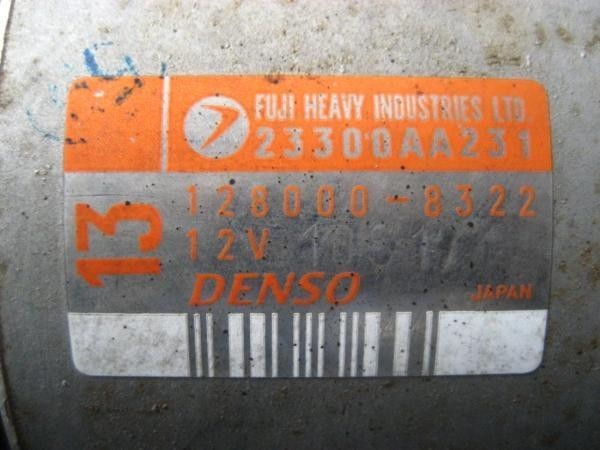 FUJI HEAVY INDUSTRIES LTD.
23300AA231
13
128000-8322
12V
DENSO
JAPAN